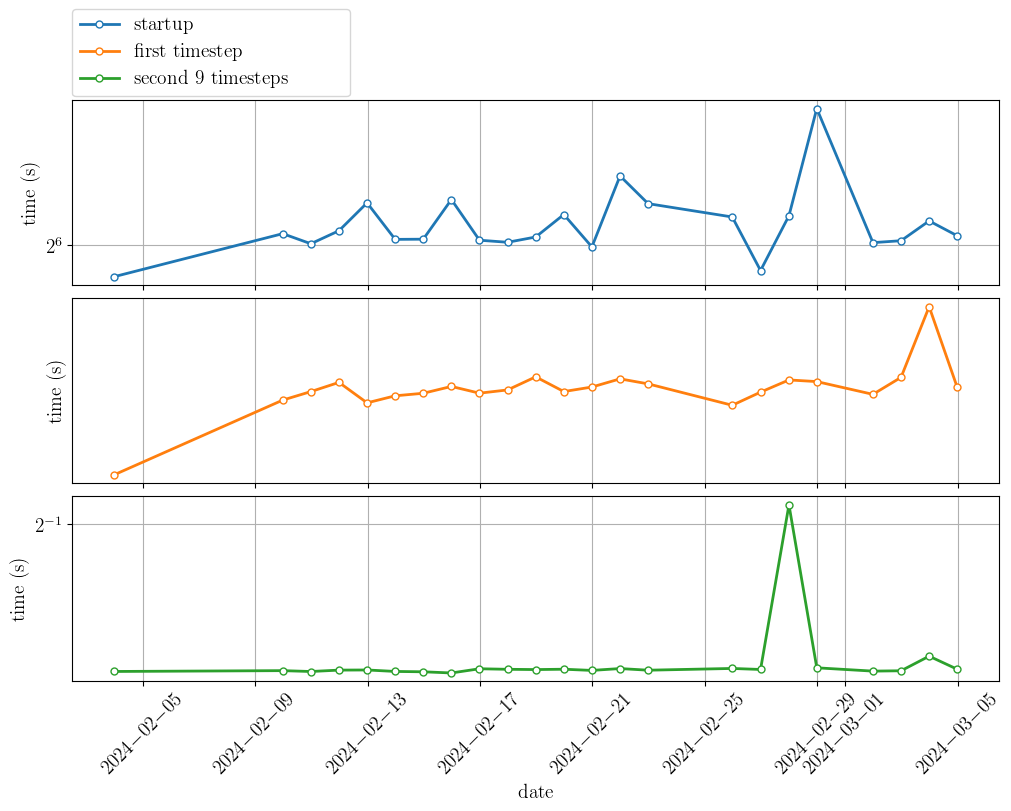 startup
first timestep
second 9 timesteps
time (s)
2⁶
time (s)
time (s)
2⁻¹
2024−02−05
2024−02−09
2024−02−13
2024−02−17
2024−02−21
2024−02−25
2024−02−29
2024−03−01
2024−03−05
date